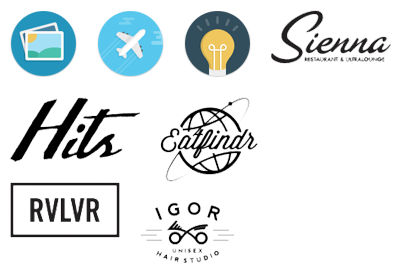 Sienna
RESTAURANT & ULTRALOUNGE
Hits
Eatfindr
RVLVR
IGOR
UNISEX
HAIR STUDIO